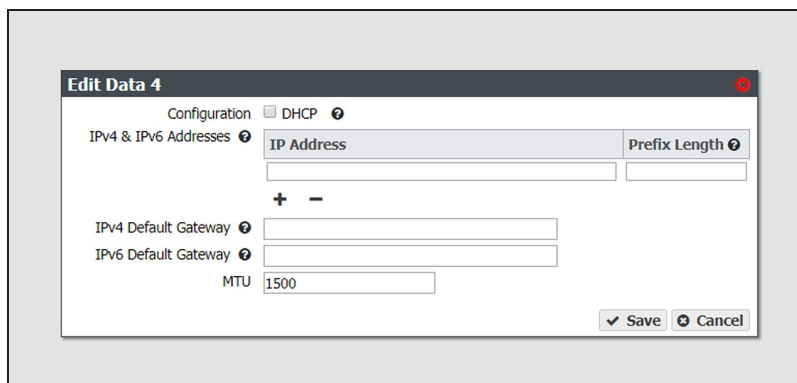 Edit Data 4
Configuration DHCP
IPv4 & IPv6 Addresses
IP Address Prefix Length
IPv4 Default Gateway
IPv6 Default Gateway
MTU 1500
Save Cancel